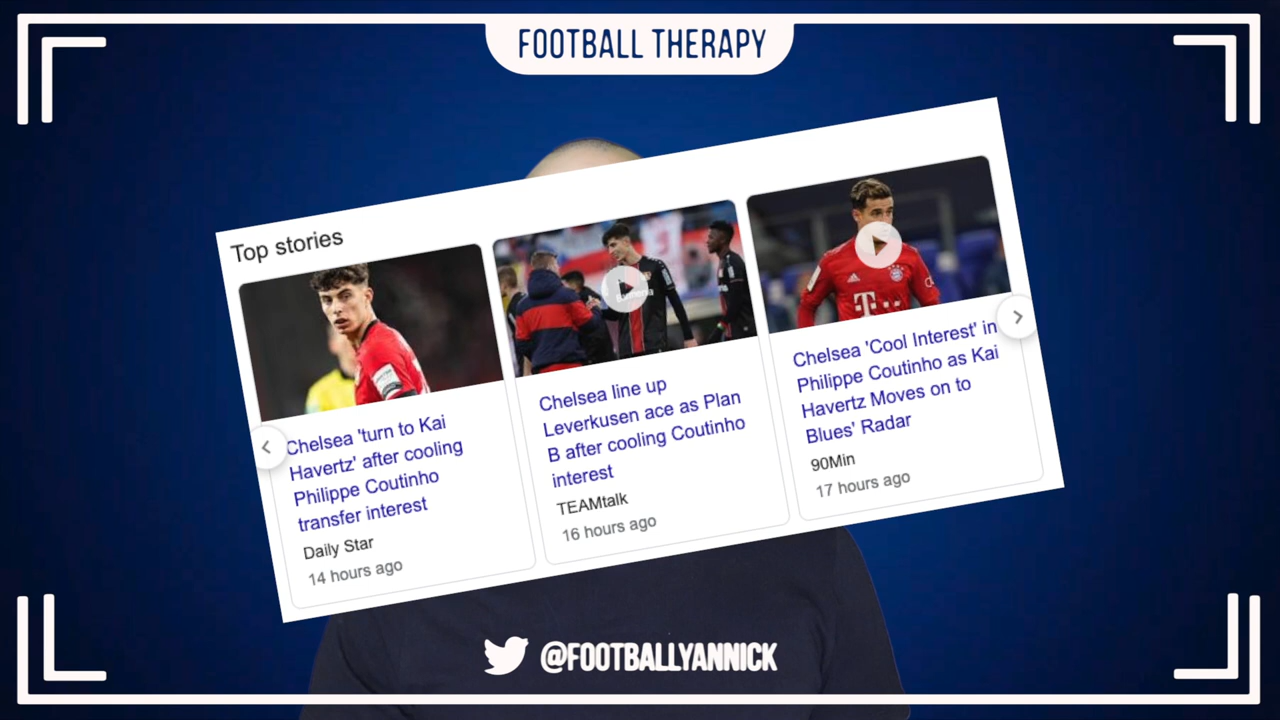 FOOTBALL THERAPY
Top stories
Chelsea 'turn to Kai
Havertz' after cooling
Philippe Coutinho
transfer interest
Daily Star
14 hours ago
Chelsea line up
Leverkusen ace as Plan
B after cooling Coutinho
interest
TEAMtalk
16 hours ago
Chelsea 'Cool Interest' in
Philippe Coutinho as Kai
Havertz Moves on to
Blues' Radar
90Min
17 hours ago
@FOOTBALLYANNICK